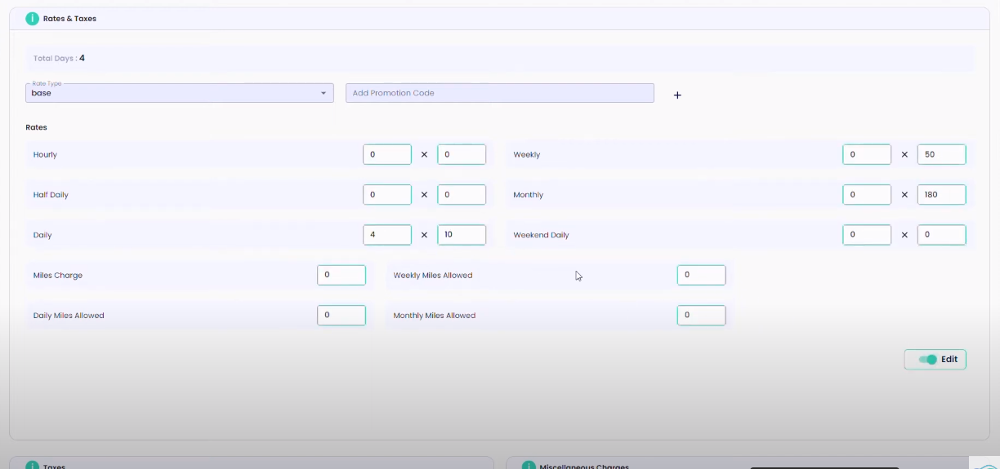 Rates & Taxes
Total Days : 4
Rate Type
base
Add Promotion Code
+
Rates
Hourly 0 × 0 Weekly 0 × 50
Half Daily 0 × 0 Monthly 0 × 180
Daily 4 × 10 Weekend Daily 0 × 0
Miles Charge 0 Weekly Miles Allowed 0
Daily Miles Allowed 0 Monthly Miles Allowed 0
Edit
Taxes Miscellaneous Charges